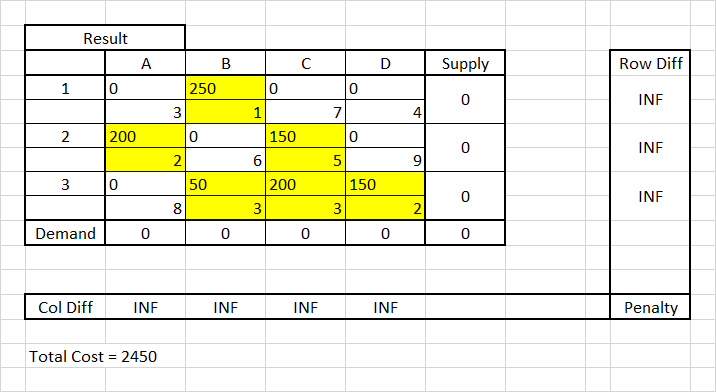 Result
A B C D Supply Row Diff
1 0 250 0 0 0 INF
3 1 7 4
2 200 0 150 0 0 INF
2 6 5 9
3 0 50 200 150 0 INF
8 3 3 2
Demand 0 0 0 0 0
Col Diff INF INF INF INF Penalty
Total Cost = 2450